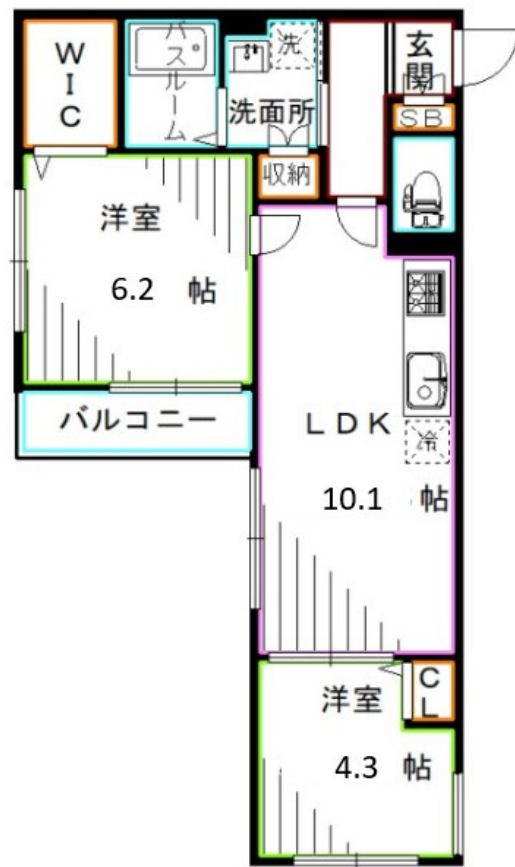 WIC
バスルーム
洗
洗面所
玄関
SB
収納
洋室
6.2 帖
バルコニー
LDK
冷
10.1 帖
CL
洋室
4.3 帖